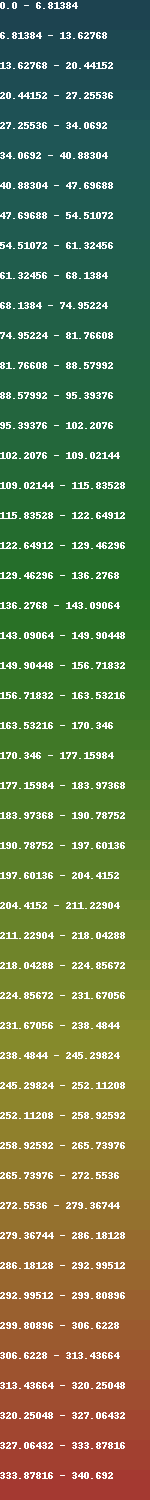 0.0 - 6.81384
6.81384 - 13.62768
13.62768 - 20.44152
20.44152 - 27.25536
27.25536 - 34.0692
34.0692 - 40.88304
40.88304 - 47.69688
47.69688 - 54.51072
54.51072 - 61.32456
61.32456 - 68.1384
68.1384 - 74.95224
74.95224 - 81.76608
81.76608 - 88.57992
88.57992 - 95.39376
95.39376 - 102.2076
102.2076 - 109.02144
109.02144 - 115.83528
115.83528 - 122.64912
122.64912 - 129.46296
129.46296 - 136.2768
136.2768 - 143.09064
143.09064 - 149.90448
149.90448 - 156.71832
156.71832 - 163.53216
163.53216 - 170.346
170.346 - 177.15984
177.15984 - 183.97368
183.97368 - 190.78752
190.78752 - 197.60136
197.60136 - 204.4152
204.4152 - 211.22904
211.22904 - 218.04288
218.04288 - 224.85672
224.85672 - 231.67056
231.67056 - 238.4844
238.4844 - 245.29824
245.29824 - 252.11208
252.11208 - 258.92592
258.92592 - 265.73976
265.73976 - 272.5536
272.5536 - 279.36744
279.36744 - 286.18128
286.18128 - 292.99512
292.99512 - 299.80896
299.80896 - 306.6228
306.6228 - 313.43664
313.43664 - 320.25048
320.25048 - 327.06432
327.06432 - 333.87816
333.87816 - 340.692